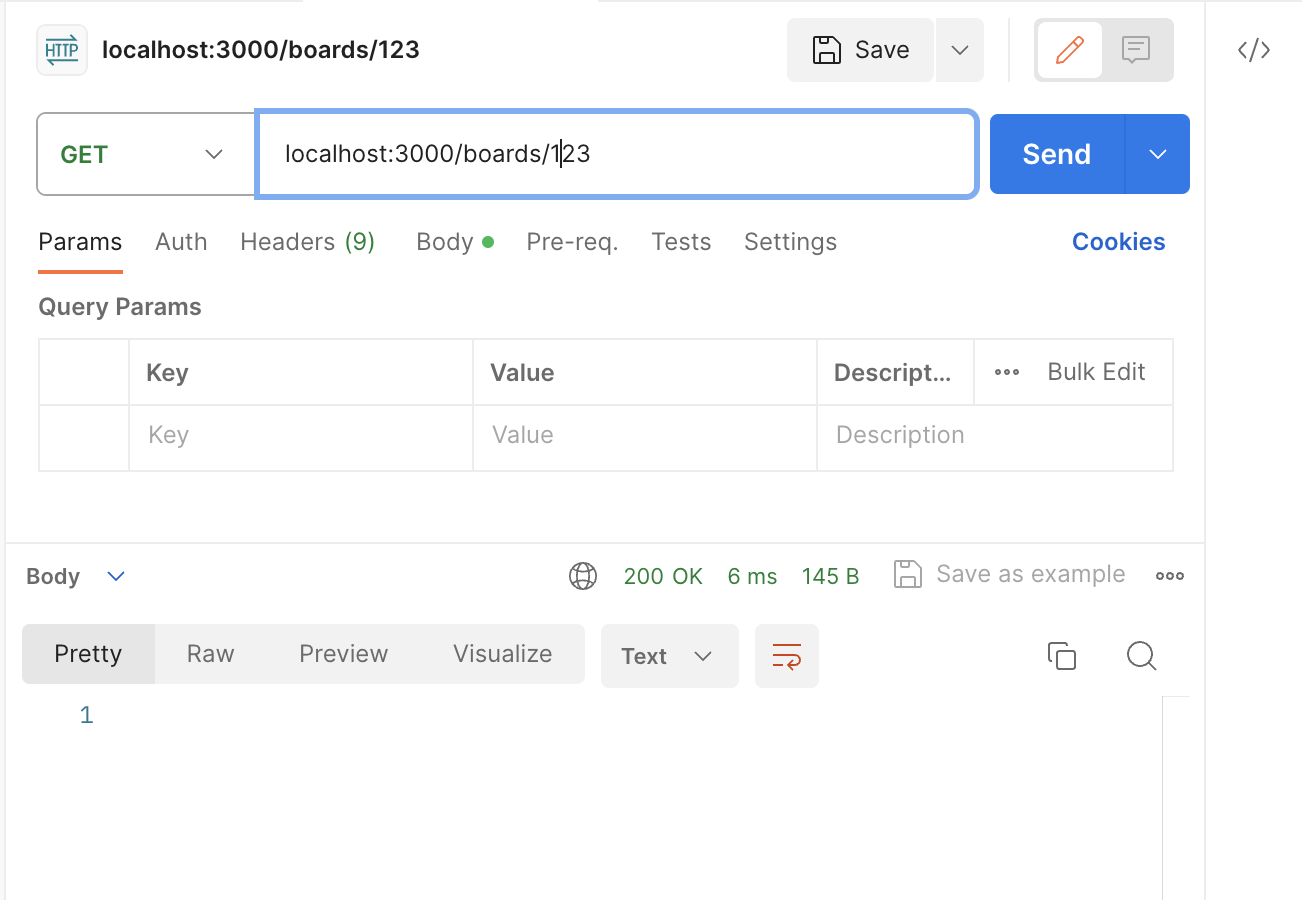 HTTP localhost:3000/boards/123 Save </>
GET localhost:3000/boards/123 Send
Params Auth Headers (9) Body Pre-req. Tests Settings Cookies
Query Params
Key Value Descript... Bulk Edit
Key Value Description
Body 200 OK 6 ms 145 B Save as example
Pretty Raw Preview Visualize Text
1